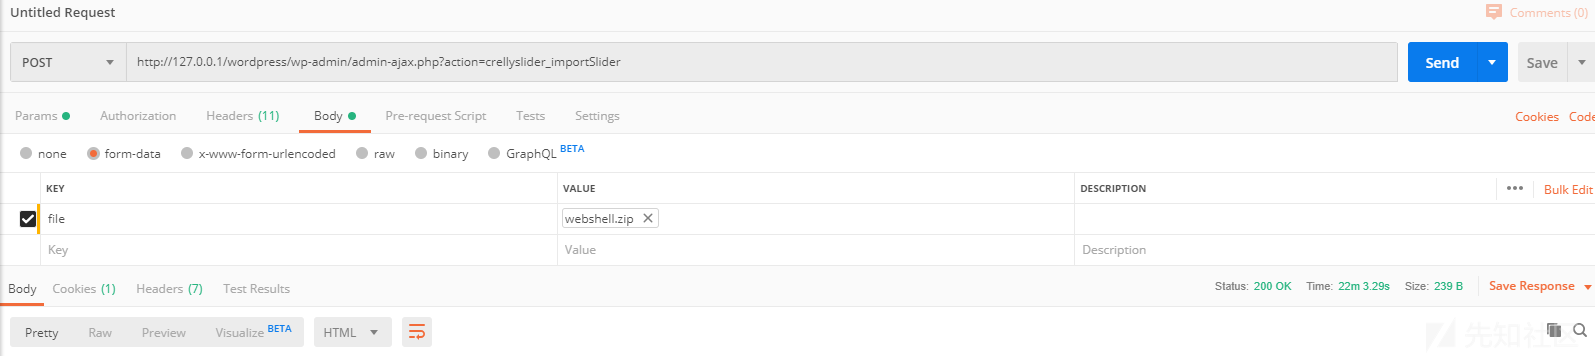 Untitled Request Comments (0)
POST http://127.0.0.1/wordpress/wp-admin/admin-ajax.php?action=crellyslider_importSlider Send Save
Params Authorization Headers (11) Body Pre-request Script Tests Settings Cookies Code
none form-data x-www-form-urlencoded raw binary GraphQL BETA
KEY VALUE DESCRIPTION Bulk Edit
file webshell.zip
Key Value Description
Body Cookies (1) Headers (7) Test Results Status: 200 OK Time: 22m 3.29s Size: 239 B Save Response
Pretty Raw Preview Visualize BETA HTML
先知社区